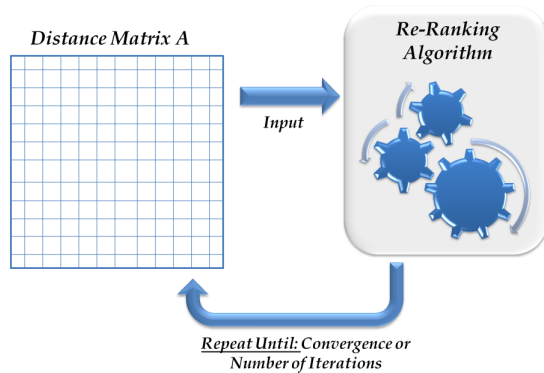 Distance Matrix A
Re-Ranking
Algorithm
Input
Repeat Until: Convergence or
Number of Iterations